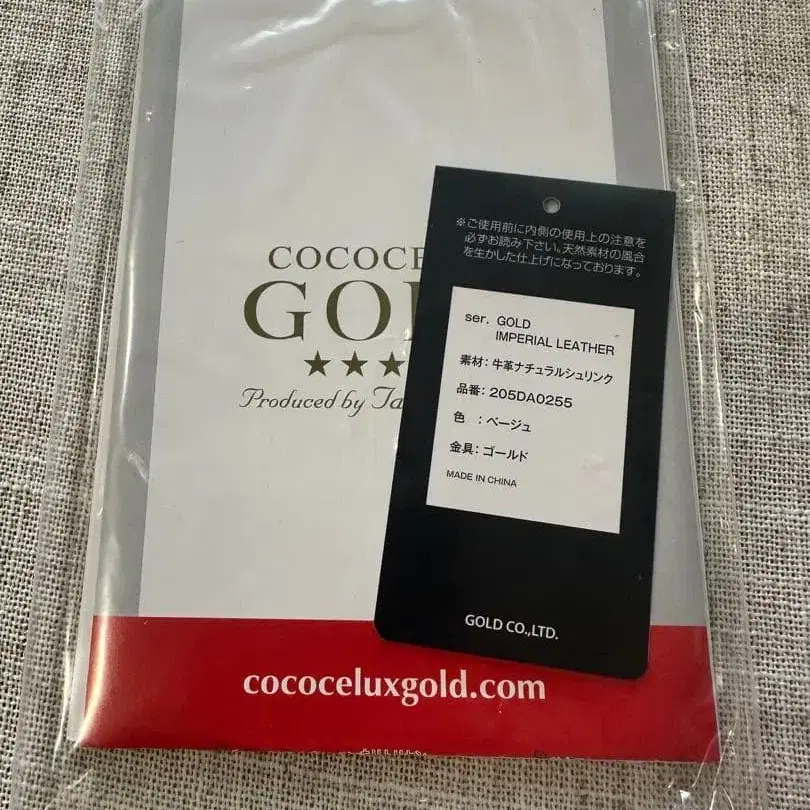 COCOCE
GO
Produced by Ta
※ご使用前に内側の使用上の注意を
必ずお読み下さい。天然素材の風合
を生かした仕上げになっております。
ser. GOLD
IMPERIAL LEATHER
素材: 牛革ナチュラルシュリンク
品番: 205DA0255
色 : ベージュ
金具: ゴールド
MADE IN CHINA
GOLD CO.,LTD.
cococeluxgold.com